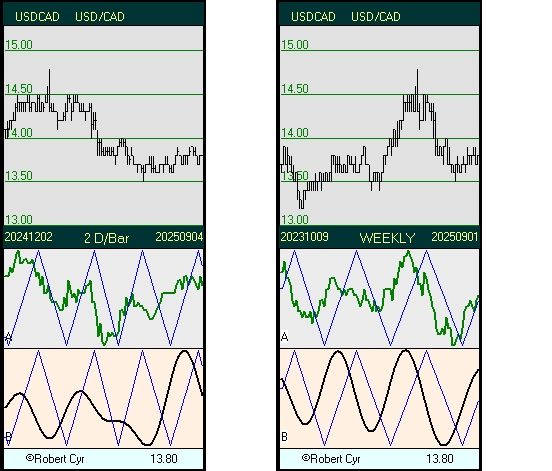 USDCAD USD/CAD
15.00
14.50
14.00
13.50
13.00
20241202 2 D/Bar 20250904
A
B
©Robert Cyr 13.80
USDCAD USD/CAD
15.00
14.50
14.00
13.50
13.00
20231009 WEEKLY 20250901
A
B
©Robert Cyr 13.80